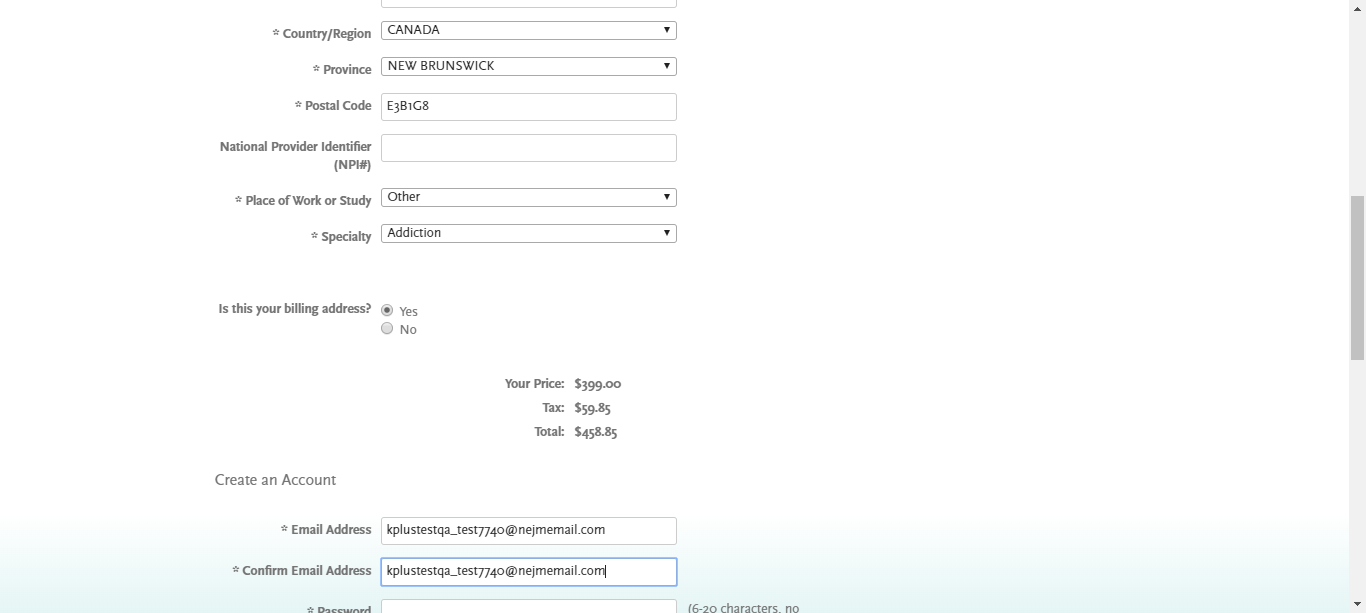 * Country/Region CANADA
* Province NEW BRUNSWICK
* Postal Code E3B1G8
National Provider Identifier
(NPI#)
* Place of Work or Study Other
* Specialty Addiction
Is this your billing address? Yes
No
Your Price: $399.00
Tax: $59.85
Total: $458.85
Create an Account
* Email Address kplustestqa_test7740@nejmemail.com
* Confirm Email Address kplustestqa_test7740@nejmemail.com
* Password (6-20 characters, no